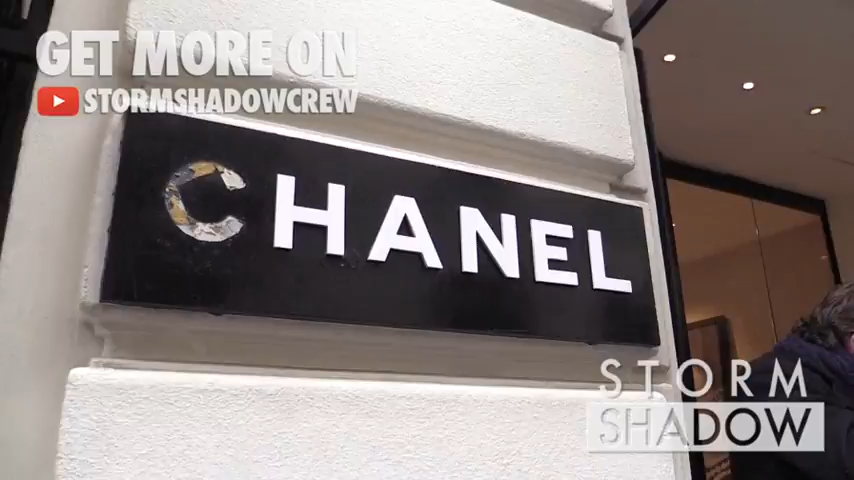 GET MORE ON
STORMSHADOWCREW
CHANEL
STORM
SHADOW